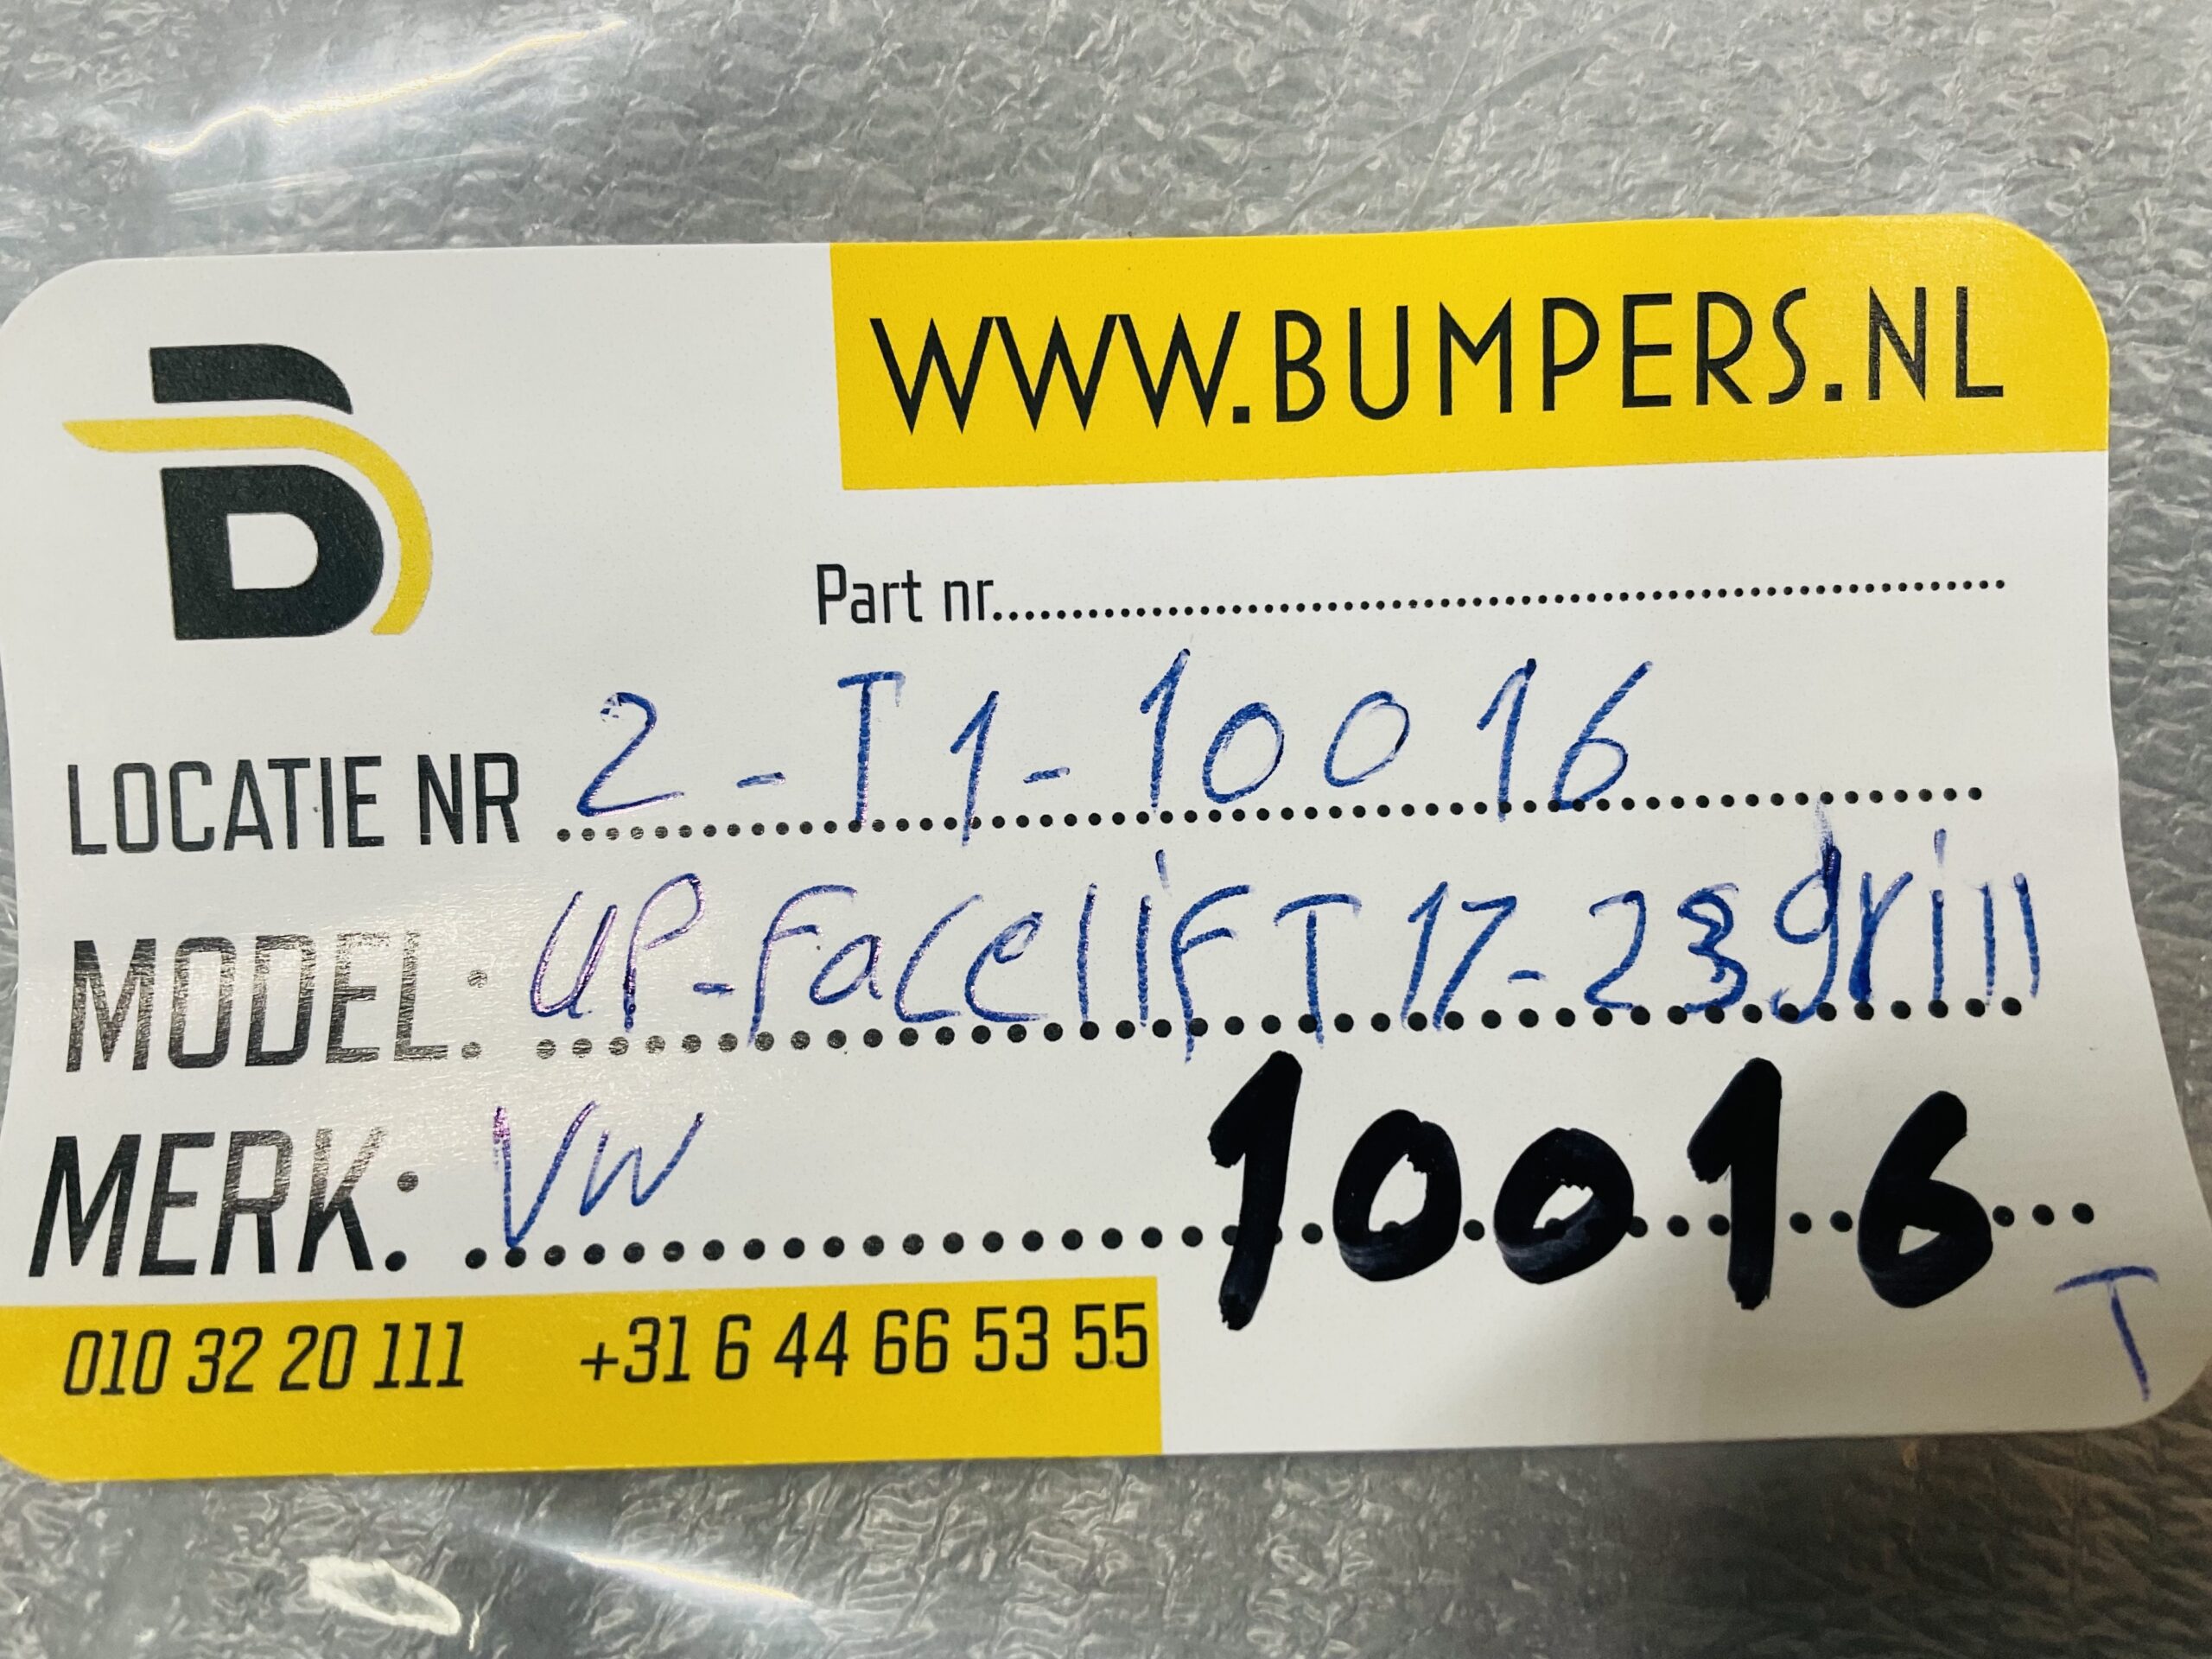 WWW.BUMPERS.NL
B
Part nr...............
LOCATIE NR 2-T1-10016
MODEL: UP-Facelift 17-23 grill
MERK: VW 10016
T
010 32 20 111 +31 6 44 66 53 55